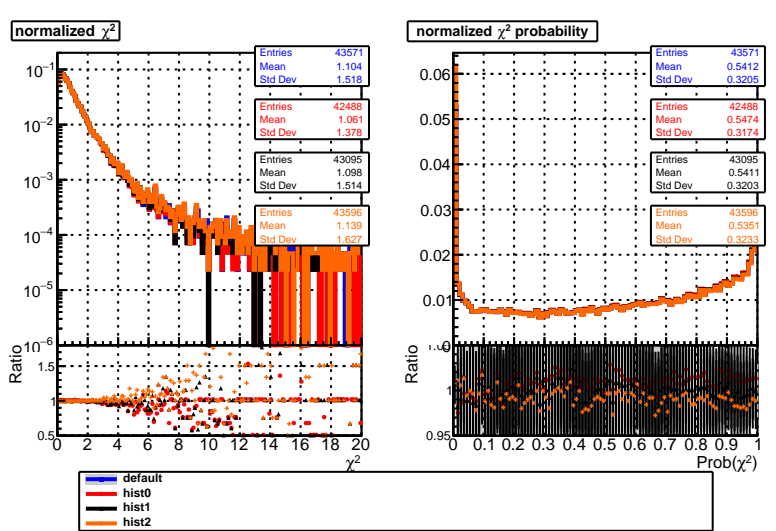 normalized χ²
Entries 43571
Mean 1.104
Std Dev 1.518
Entries 42488
Mean 1.061
Std Dev 1.378
Entries 43095
Mean 1.098
Std Dev 1.514
Entries 43596
Mean 1.139
Std Dev 1.627
10⁻¹
10⁻²
10⁻³
10⁻⁴
10⁻⁵
10⁻⁶
Ratio
1.5
1
0.5
0 2 4 6 8 10 12 14 16 18 20
χ²
normalized χ² probability
Entries 43571
Mean 0.5412
Std Dev 0.3205
Entries 42488
Mean 0.5474
Std Dev 0.3174
Entries 43095
Mean 0.5411
Std Dev 0.3203
Entries 43596
Mean 0.5351
Std Dev 0.3233
0.06
0.05
0.04
0.03
0.02
0.01
Ratio
1
0.95
0 0.1 0.2 0.3 0.4 0.5 0.6 0.7 0.8 0.9 1
Prob(χ²)
default
hist0
hist1
hist2